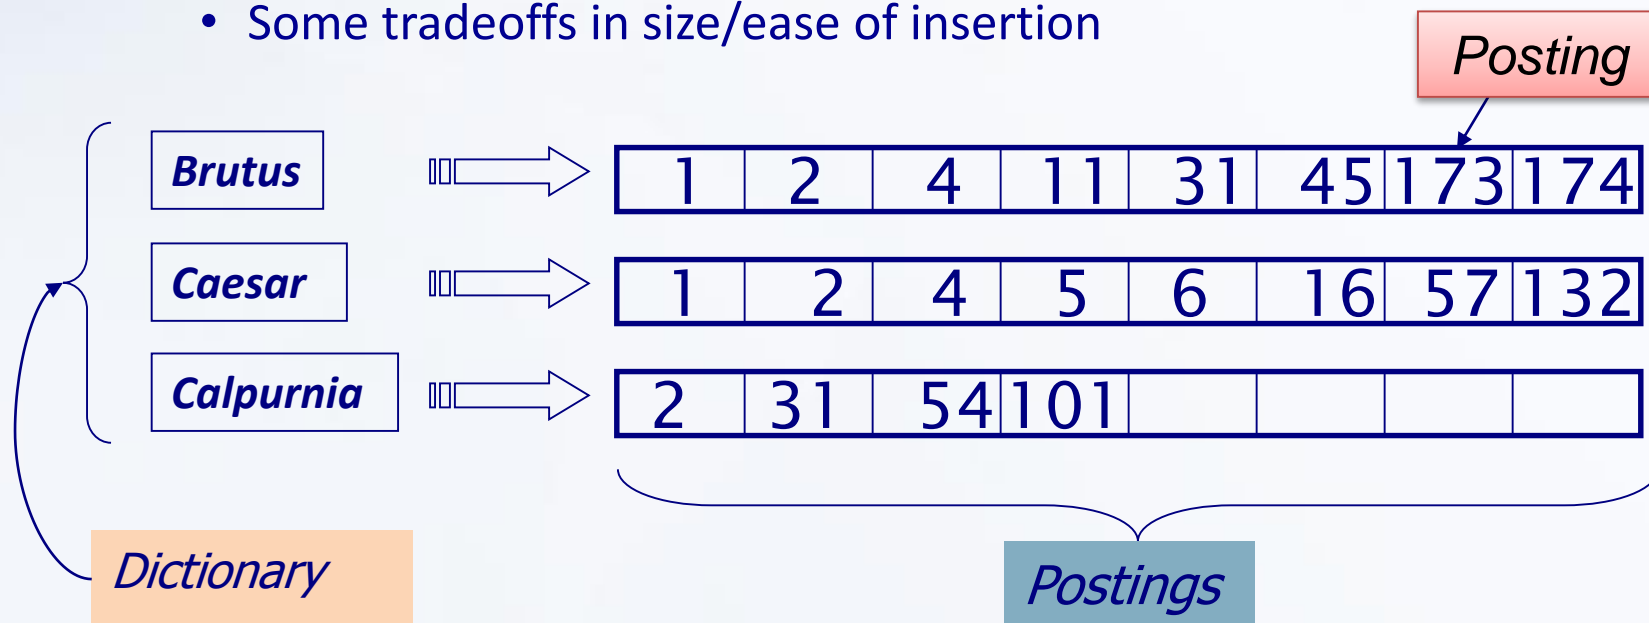 • Some tradeoffs in size/ease of insertion
Posting
Brutus 1 2 4 11 31 45 173 174
Caesar 1 2 4 5 6 16 57 132
Calpurnia 2 31 54 101
Dictionary
Postings